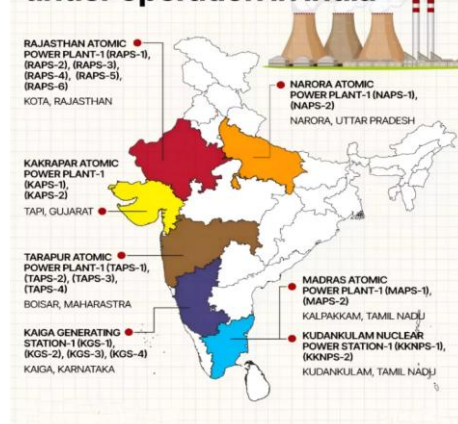 under operation in India
RAJASTHAN ATOMIC
POWER PLANT-1 (RAPS-1),
(RAPS-2), (RAPS-3),
(RAPS-4), (RAPS-5),
(RAPS-6)
KOTA, RAJASTHAN
NARORA ATOMIC
POWER PLANT-1 (NAPS-1),
(NAPS-2)
NARORA, UTTAR PRADESH
KAKRAPAR ATOMIC
POWER PLANT-1
(KAPS-1),
(KAPS-2)
TAPI, GUJARAT
TARAPUR ATOMIC
POWER PLANT-1 (TAPS-1),
(TAPS-2), (TAPS-3),
(TAPS-4)
BOISAR, MAHARASTRA
MADRAS ATOMIC
POWER PLANT-1 (MAPS-1),
(MAPS-2)
KALPAKKAM, TAMIL NADU
KAIGA GENERATING
STATION-1 (KGS-1),
(KGS-2), (KGS-3), (KGS-4)
KAIGA, KARNATAKA
KUDANKULAM NUCLEAR
POWER STATION-1 (KKNPS-1),
(KKNPS-2)
KUDANKULAM, TAMIL NADU